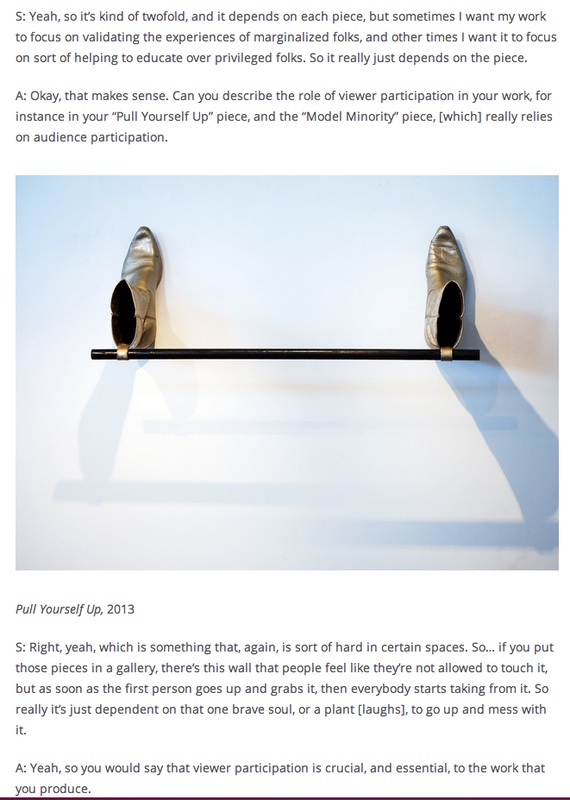 S: Yeah, so it’s kind of twofold, and it depends on each piece, but sometimes I want my work
to focus on validating the experiences of marginalized folks, and other times I want it to focus
on sort of helping to educate over privileged folks. So it really just depends on the piece.
A: Okay, that makes sense. Can you describe the role of viewer participation in your work, for
instance in your “Pull Yourself Up” piece, and the “Model Minority” piece, [which] really relies
on audience participation.
Pull Yourself Up, 2013
S: Right, yeah, which is something that, again, is sort of hard in certain spaces. So… if you put
those pieces in a gallery, there’s this wall that people feel like they’re not allowed to touch it,
but as soon as the first person goes up and grabs it, then everybody starts taking from it. So
really it’s just dependent on that one brave soul, or a plant [laughs], to go up and mess with
it.
A: Yeah, so you would say that viewer participation is crucial, and essential, to the work that
you produce.